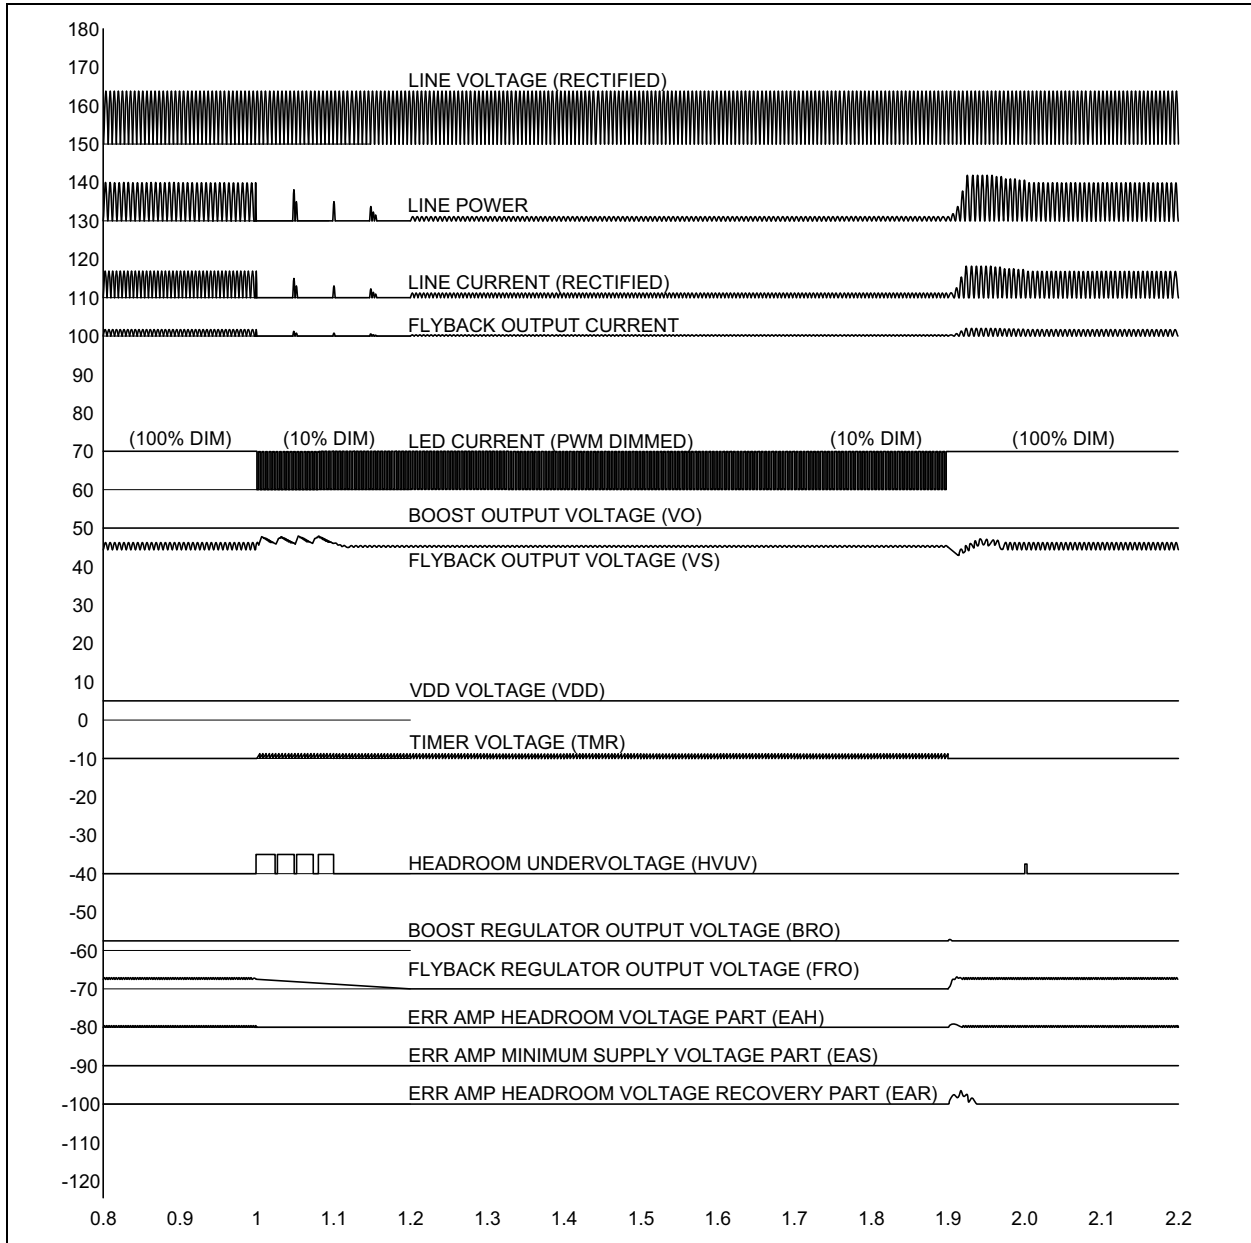 180
170
LINE VOLTAGE (RECTIFIED)
160
150
140
LINE POWER
130
120
LINE CURRENT (RECTIFIED)
110
FLYBACK OUTPUT CURRENT
100
90
80
(100% DIM) (10% DIM) LED CURRENT (PWM DIMMED) (10% DIM) (100% DIM)
70
60
BOOST OUTPUT VOLTAGE (VO)
50
FLYBACK OUTPUT VOLTAGE (VS)
40
30
20
10
VDD VOLTAGE (VDD)
0
TIMER VOLTAGE (TMR)
-10
-20
-30
HEADROOM UNDERVOLTAGE (HVUV)
-40
-50
BOOST REGULATOR OUTPUT VOLTAGE (BRO)
-60
FLYBACK REGULATOR OUTPUT VOLTAGE (FRO)
-70
ERR AMP HEADROOM VOLTAGE PART (EAH)
-80
ERR AMP MINIMUM SUPPLY VOLTAGE PART (EAS)
-90
ERR AMP HEADROOM VOLTAGE RECOVERY PART (EAR)
-100
-110
-120
0.8 0.9 1 1.1 1.2 1.3 1.4 1.5 1.6 1.7 1.8 1.9 2.0 2.1 2.2